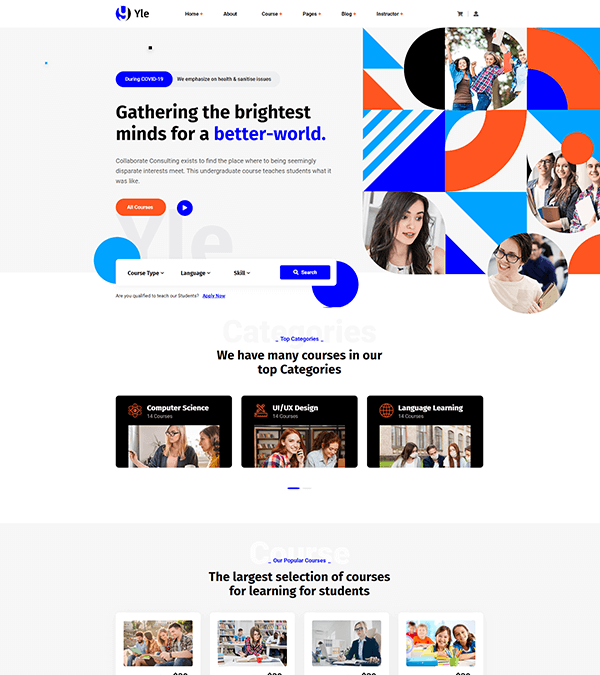 Yle
Home + About Course + Pages + Blog + Instructor +
During COVID-19 We emphasize on health & sanitise issues
Gathering the brightest
minds for a better-world.
Collaborate Consulting exists to find the place where to being seemingly
disparate interests meet. This undergraduate course teaches students what it
was like.
All Courses
Yle
Course Type Language Skill Search
Are you qualified to teach our Students? Apply Now
Categories
_ Top Categories _
We have many courses in our
top Categories
Computer Science
14 Courses
UI/UX Design
14 Courses
Language Learning
14 Courses
Course
_ Our Popular Courses _
The largest selection of courses
for learning for students